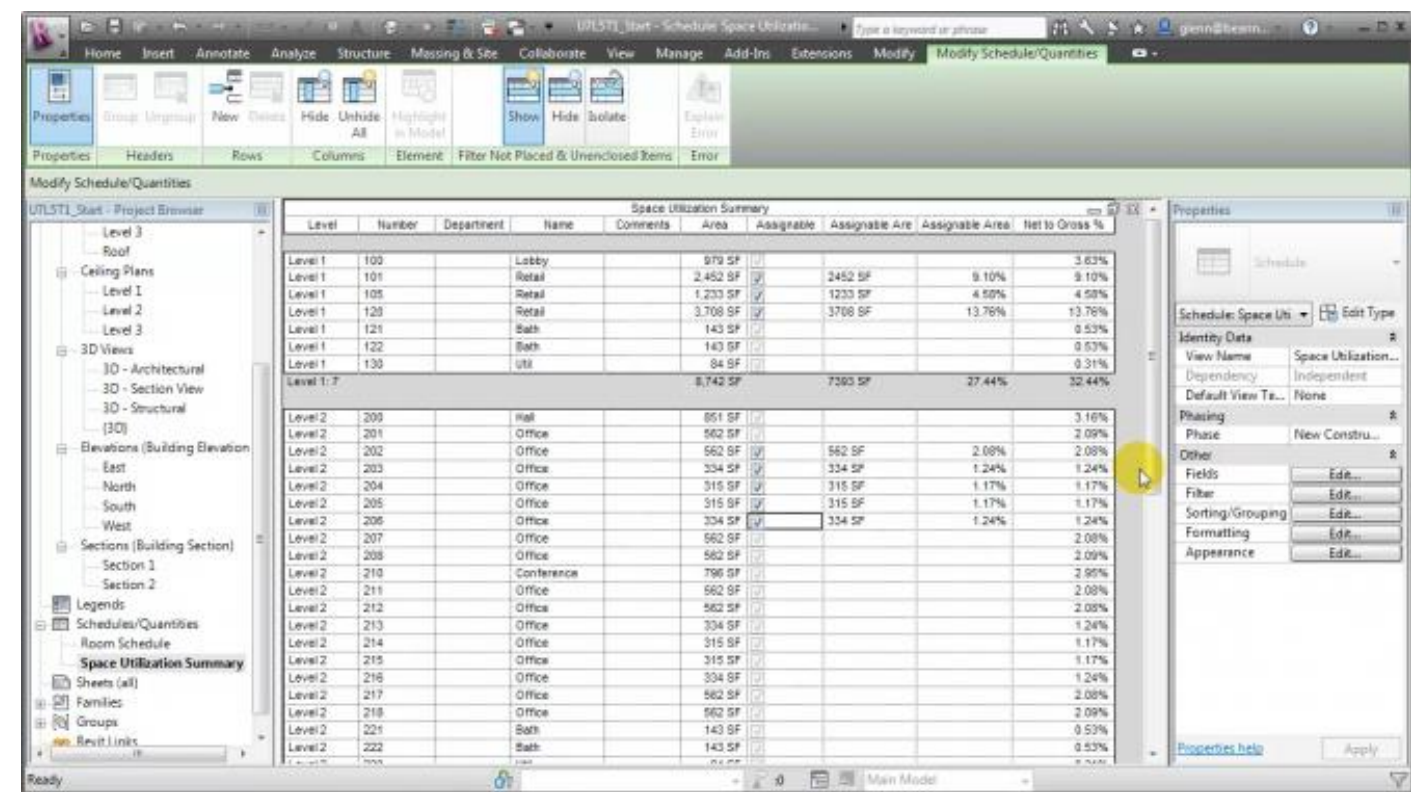 U7L5T1_Start - Schedule: Space Utilizatio... Type a keyword or phrase
Home Insert Annotate Analyze Structure Massing & Site Collaborate View Manage Add-Ins Extensions Modify Modify Schedule/Quantities
Properties Group Ungroup New Delete Hide Unhide All Highlight in Model Show Hide Isolate Explain Error
Properties Headers Rows Columns Element Filter Not Placed & Unenclosed Items Error
Modify Schedule/Quantities
U7L5T1_Start - Project Browser
Level 3
Roof
Ceiling Plans
Level 1
Level 2
Level 3
3D Views
3D - Architectural
3D - Section View
3D - Structural
{3D}
Elevations (Building Elevation
East
North
South
West
Sections (Building Section)
Section 1
Section 2
Legends
Schedules/Quantities
Room Schedule
Space Utilization Summary
Sheets (all)
Families
Groups
Revit Links
Space Utilization Summary
Level Number Department Name Comments Area Assignable Assignable Are Assignable Area Net to Gross %
Level 1 100 Lobby 979 SF 3.63%
Level 1 101 Retail 2,452 SF 2452 SF 9.10% 9.10%
Level 1 105 Retail 1,233 SF 1233 SF 4.58% 4.58%
Level 1 120 Retail 3,708 SF 3708 SF 13.76% 13.76%
Level 1 121 Bath 143 SF 0.53%
Level 1 122 Bath 143 SF 0.53%
Level 1 130 Util 84 SF 0.31%
Level 1: 7 8,742 SF 7393 SF 27.44% 32.44%
Level 2 200 Hall 851 SF 3.16%
Level 2 201 Office 562 SF 2.09%
Level 2 202 Office 562 SF 562 SF 2.08% 2.08%
Level 2 203 Office 334 SF 334 SF 1.24% 1.24%
Level 2 204 Office 315 SF 315 SF 1.17% 1.17%
Level 2 205 Office 315 SF 315 SF 1.17% 1.17%
Level 2 206 Office 334 SF 334 SF 1.24% 1.24%
Level 2 207 Office 562 SF 2.08%
Level 2 208 Office 562 SF 2.09%
Level 2 210 Conference 796 SF 2.95%
Level 2 211 Office 562 SF 2.08%
Level 2 212 Office 562 SF 2.08%
Level 2 213 Office 334 SF 1.24%
Level 2 214 Office 315 SF 1.17%
Level 2 215 Office 315 SF 1.17%
Level 2 216 Office 334 SF 1.24%
Level 2 217 Office 562 SF 2.08%
Level 2 218 Office 562 SF 2.09%
Level 2 221 Bath 143 SF 0.53%
Level 2 222 Bath 143 SF 0.53%
Properties
Schedule
Schedule: Space Uti Edit Type
Identity Data
View Name Space Utilization...
Dependency Independent
Default View Te... None
Phasing
Phase New Constru...
Other
Fields Edit...
Filter Edit...
Sorting/Grouping Edit...
Formatting Edit...
Appearance Edit...
Properties help Apply
Ready :0 Main Model